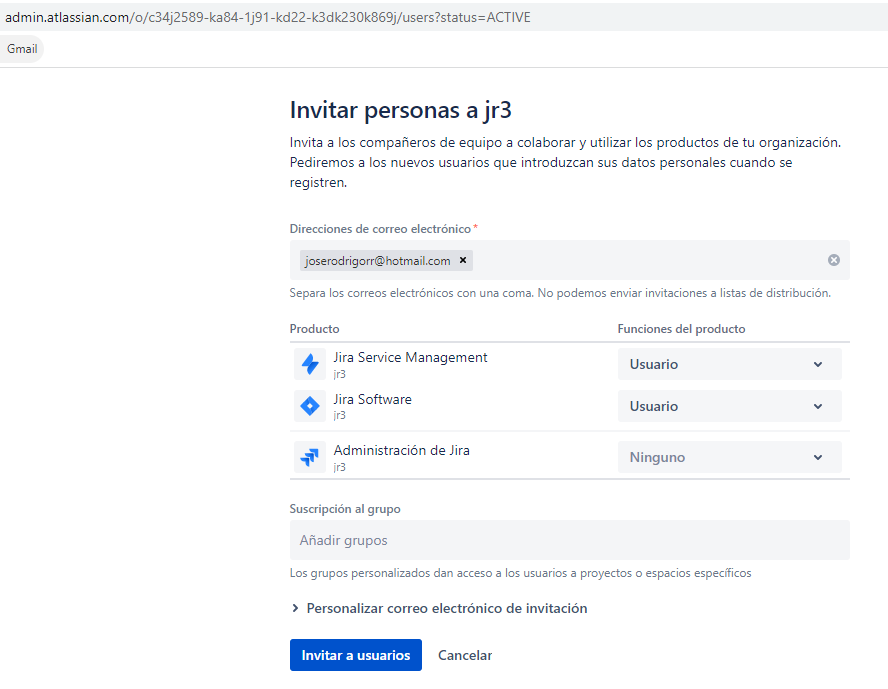 admin.atlassian.com/o/c34j2589-ka84-1j91-kd22-k3dk230k869j/users?status=ACTIVE
Gmail
Invitar personas a jr3
Invita a los compañeros de equipo a colaborar y utilizar los productos de tu organización.
Pediremos a los nuevos usuarios que introduzcan sus datos personales cuando se
registren.
Direcciones de correo electrónico *
joserodrigorr@hotmail.com ×
Separa los correos electrónicos con una coma. No podemos enviar invitaciones a listas de distribución.
Producto Funciones del producto
Jira Service Management Usuario
jr3
Jira Software Usuario
jr3
Administración de Jira Ninguno
jr3
Suscripción al grupo
Añadir grupos
Los grupos personalizados dan acceso a los usuarios a proyectos o espacios específicos
Personalizar correo electrónico de invitación
Invitar a usuarios Cancelar